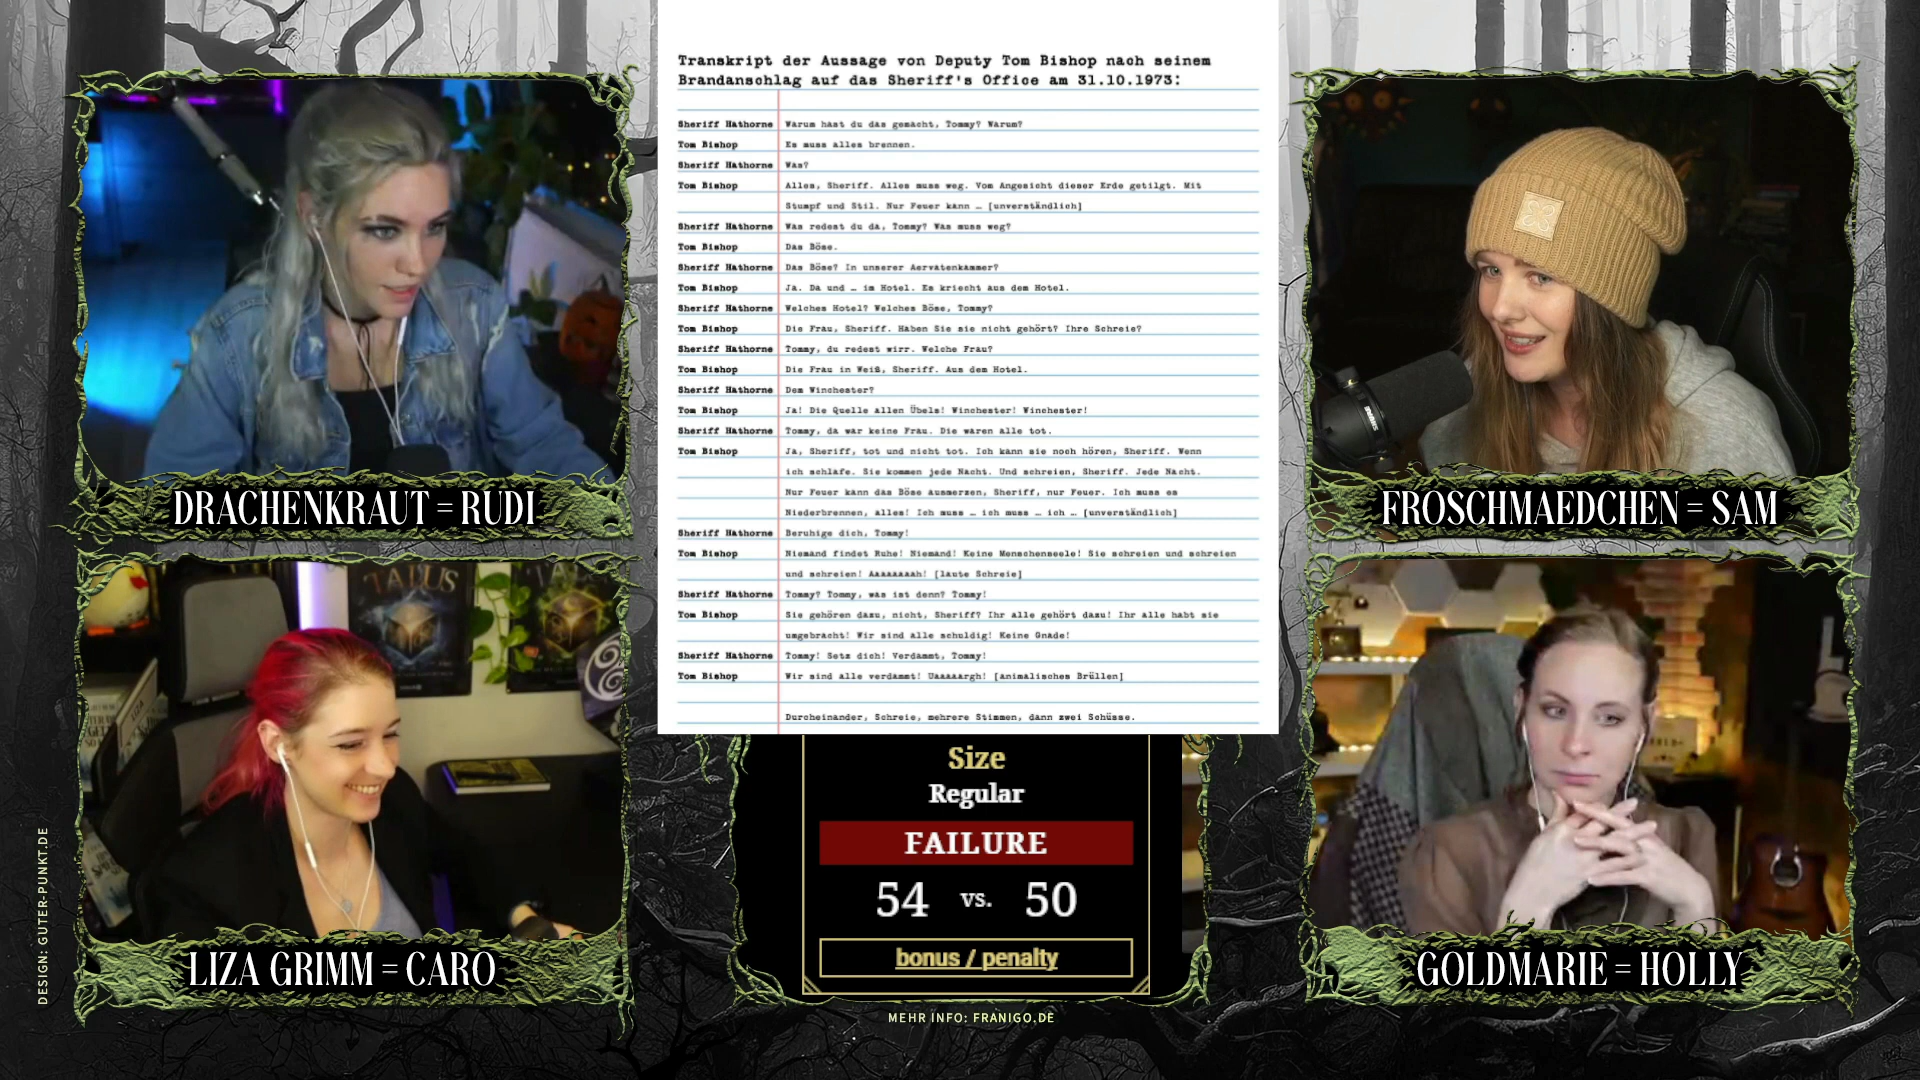 Transkript der Aussage von Deputy Tom Bishop nach seinem
Brandanschlag auf das Sheriff's Office am 31.10.1973:
Sheriff Hathorne Warum hast du das gemacht, Tommy? Warum?
Tom Bishop Es muss alles brennen.
Sheriff Hathorne Was?
Tom Bishop Alles, Sheriff. Alles muss weg. Vom Angesicht dieser Erde getilgt. Mit
Stumpf und Stil. Nur Feuer kann … [unverständlich]
Sheriff Hathorne Was redest du da, Tommy? Was muss weg?
Tom Bishop Das Böse.
Sheriff Hathorne Das Böse? In unserer Aservatenkammer?
Tom Bishop Ja. Da und … im Hotel. Es kriecht aus dem Hotel.
Sheriff Hathorne Welches Hotel? Welches Böse, Tommy?
Tom Bishop Die Frau, Sheriff. Haben Sie sie nicht gehört? Ihre Schreie?
Sheriff Hathorne Tommy, du redest wirr. Welche Frau?
Tom Bishop Die Frau in Weiß, Sheriff. Aus dem Hotel.
Sheriff Hathorne Dem Winchester?
Tom Bishop Ja! Die Quelle allen Übels! Winchester! Winchester!
Sheriff Hathorne Tommy, da war keine Frau. Die waren alle tot.
Tom Bishop Ja, Sheriff, tot und nicht tot. Ich kann sie noch hören, Sheriff. Wenn
ich schlafe. Sie kommen jede Nacht. Und schreien, Sheriff. Jede Nacht.
Nur Feuer kann das Böse ausmerzen, Sheriff, nur Feuer. Ich muss es
Niederbrennen, alles! Ich muss … ich muss … ich … [unverständlich]
Sheriff Hathorne Beruhige dich, Tommy!
Tom Bishop Niemand findet Ruhe! Niemand! Keine Menschenseele! Sie schreien und schreien
und schreien! Aaaaaaaah! [laute Schreie]
Sheriff Hathorne Tommy? Tommy, was ist denn? Tommy!
Tom Bishop Sie gehören dazu, nicht, Sheriff? Ihr alle gehört dazu! Ihr alle habt sie
umgebracht! Wir sind alle schuldig! Keine Gnade!
Sheriff Hathorne Tommy! Setz dich! Verdammt, Tommy!
Tom Bishop Wir sind alle verdammt! Uaaaaargh! [animalisches Brüllen]
Durcheinander, Schreie, mehrere Stimmen, dann zwei Schüsse.
DRACHENKRAUT = RUDI
FROSCHMAEDCHEN = SAM
TALUS
Size
Regular
FAILURE
54 vs. 50
bonus / penalty
LIZA GRIMM = CARO
GOLDMARIE = HOLLY
DESIGN: GUTER-PUNKT.DE
MEHR INFO: FRANIGO.DE